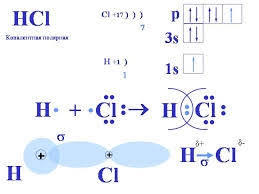 HCl
Ковалентная полярная
Cl +17 ) ) )
7
H +1 )
1
p
3s
1s
H · + · Cl : → H : Cl :
σ
H
Cl
δ+ δ-
H → Cl
σ